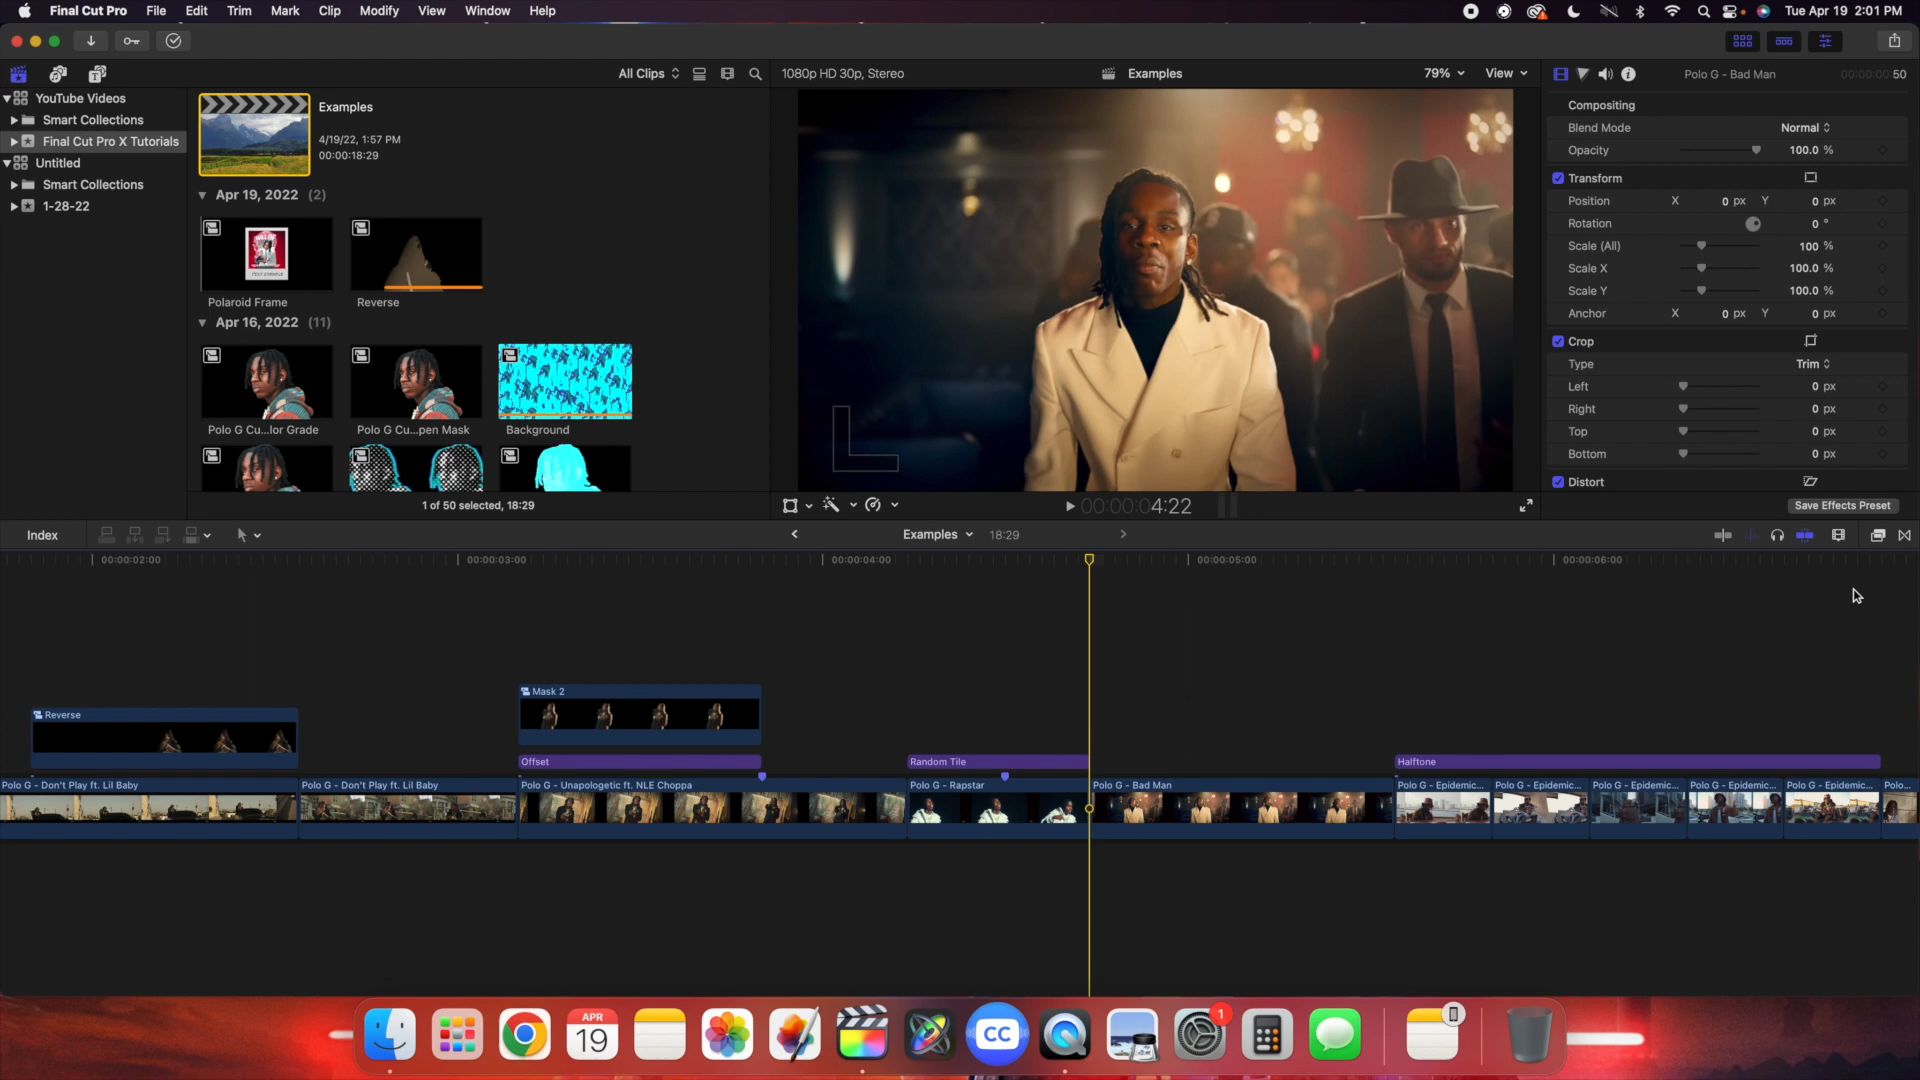 Final Cut Pro File Edit Trim Mark Clip Modify View Window Help
Tue Apr 19 2:01 PM
All Clips
1080p HD 30p, Stereo
Examples
79%
View
Polo G - Bad Man
00:00:00:50
YouTube Videos
Smart Collections
Final Cut Pro X Tutorials
Untitled
Smart Collections
1-28-22
Examples
4/19/22, 1:57 PM
00:00:18:29
Apr 19, 2022 (2)
Polaroid Frame
Reverse
Apr 16, 2022 (11)
Polo G Cu...lor Grade
Polo G Cu...pen Mask
Background
1 of 50 selected, 18:29
00:00:04:22
Compositing
Blend Mode Normal
Opacity 100.0 %
Transform
Position X 0 px Y 0 px
Rotation 0 °
Scale (All) 100 %
Scale X 100.0 %
Scale Y 100.0 %
Anchor X 0 px Y 0 px
Crop
Type Trim
Left 0 px
Right 0 px
Top 0 px
Bottom 0 px
Distort
Save Effects Preset
Index
Examples
18:29
00:00:02:00
00:00:03:00
00:00:04:00
00:00:05:00
00:00:06:00
Mask 2
Reverse
Offset
Random Tile
Halftone
Polo G - Don't Play ft. Lil Baby
Polo G - Don't Play ft. Lil Baby
Polo G - Unapologetic ft. NLE Choppa
Polo G - Rapstar
Polo G - Bad Man
Polo G - Epidemic...
Polo G - Epidemic...
Polo G - Epidemic...
Polo G - Epidemic...
Polo G - Epidemic...
Polo...
APR
19
CC
1